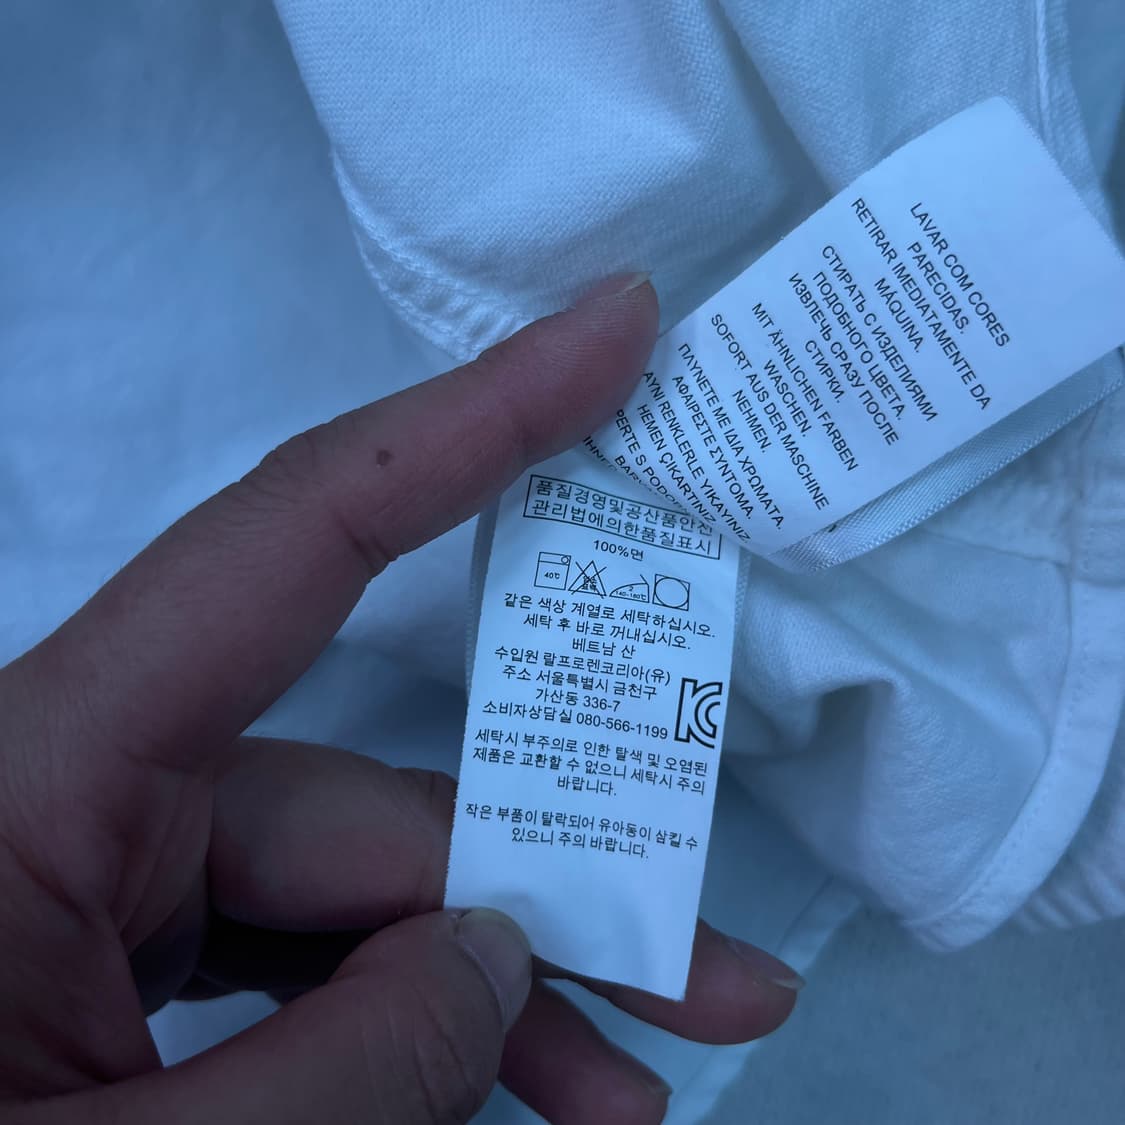 LAVAR COM CORES
PARECIDAS.
RETIRAR IMEDIATAMENTE DA
MÁQUINA.
СТИРАТЬ С ИЗДЕЛИЯМИ
ПОДОБНОГО ЦВЕТА.
ИЗВЛЕЧЬ СРАЗУ ПОСЛЕ
СТИРКИ.
MIT ÄHNLICHEN FARBEN
WASCHEN.
SOFORT AUS DER MASCHINE
NEHMEN.
ΠΛΥΝΕΤΕ ΜΕ ΙΔΙΑ ΧΡΩΜΑΤΑ.
ΑΦΑΙΡΕΣΤΕ ΣΥΝΤΟΜΑ.
AYNI RENKLERLE YIKAYINIZ.
HEMEN ÇIKARTINIZ.
PERTE S
품질경영및공산품안전
관리법에의한품질표시
100%면
40℃
140-160℃
같은 색상 계열로 세탁하십시오.
세탁 후 바로 꺼내십시오.
베트남 산
수입원 랄프로렌코리아(유)
주소 서울특별시 금천구
가산동 336-7
소비자상담실 080-566-1199
세탁시 부주의로 인한 탈색 및 오염된
제품은 교환할 수 없으니 세탁시 주의
바랍니다.
작은 부품이 탈락되어 유아동이 삼킬 수
있으니 주의 바랍니다.